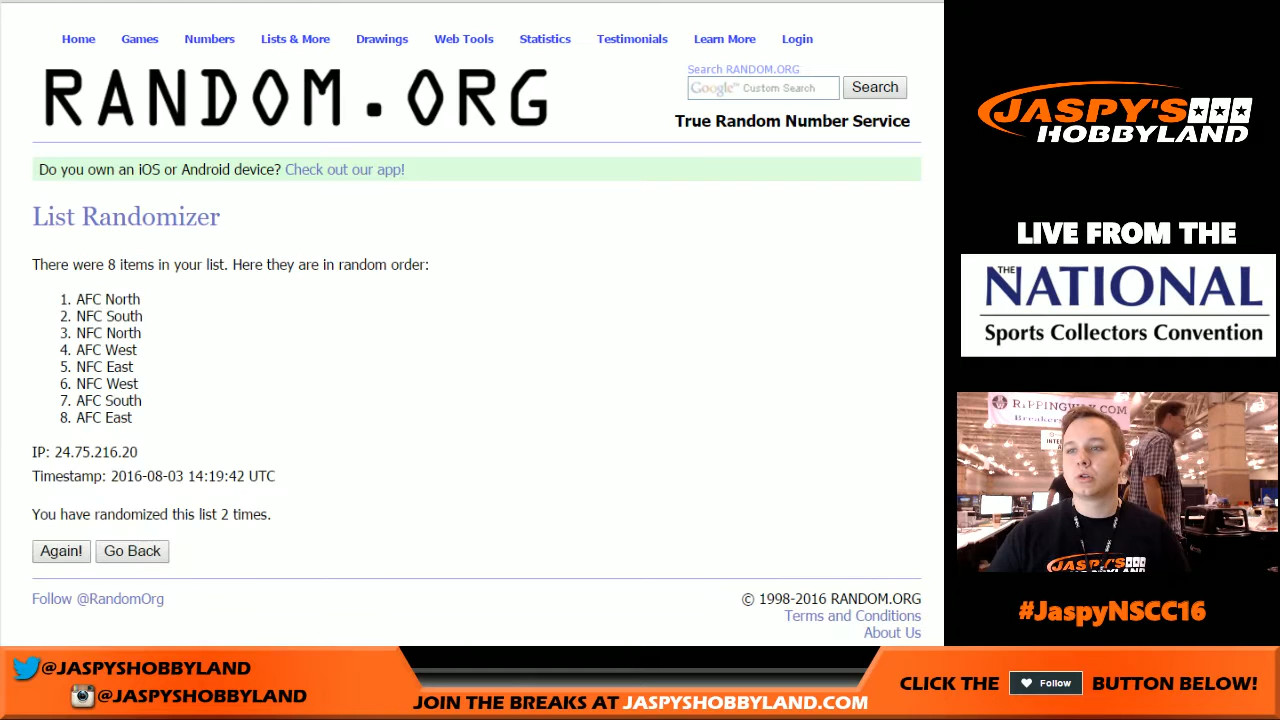 Home Games Numbers Lists & More Drawings Web Tools Statistics Testimonials Learn More Login
RANDOM.ORG
Search RANDOM.ORG
Google™ Custom Search Search
True Random Number Service
Do you own an iOS or Android device? Check out our app!
List Randomizer
There were 8 items in your list. Here they are in random order:
1. AFC North
2. NFC South
3. NFC North
4. AFC West
5. NFC East
6. NFC West
7. AFC South
8. AFC East
IP: 24.75.216.20
Timestamp: 2016-08-03 14:19:42 UTC
You have randomized this list 2 times.
Again! Go Back
Follow @RandomOrg
© 1998-2016 RANDOM.ORG
Terms and Conditions
About Us
JASPY'S
HOBBYLAND
LIVE FROM THE
THE NATIONAL
Sports Collectors Convention
RIPPINGWAX.COM
Breakers
JASPY'S
HOBBYLAND
#JaspyNSCC16
@JASPYSHOBBYLAND
@JASPYSHOBBYLAND
JOIN THE BREAKS AT JASPYSHOBBYLAND.COM
CLICK THE Follow BUTTON BELOW!